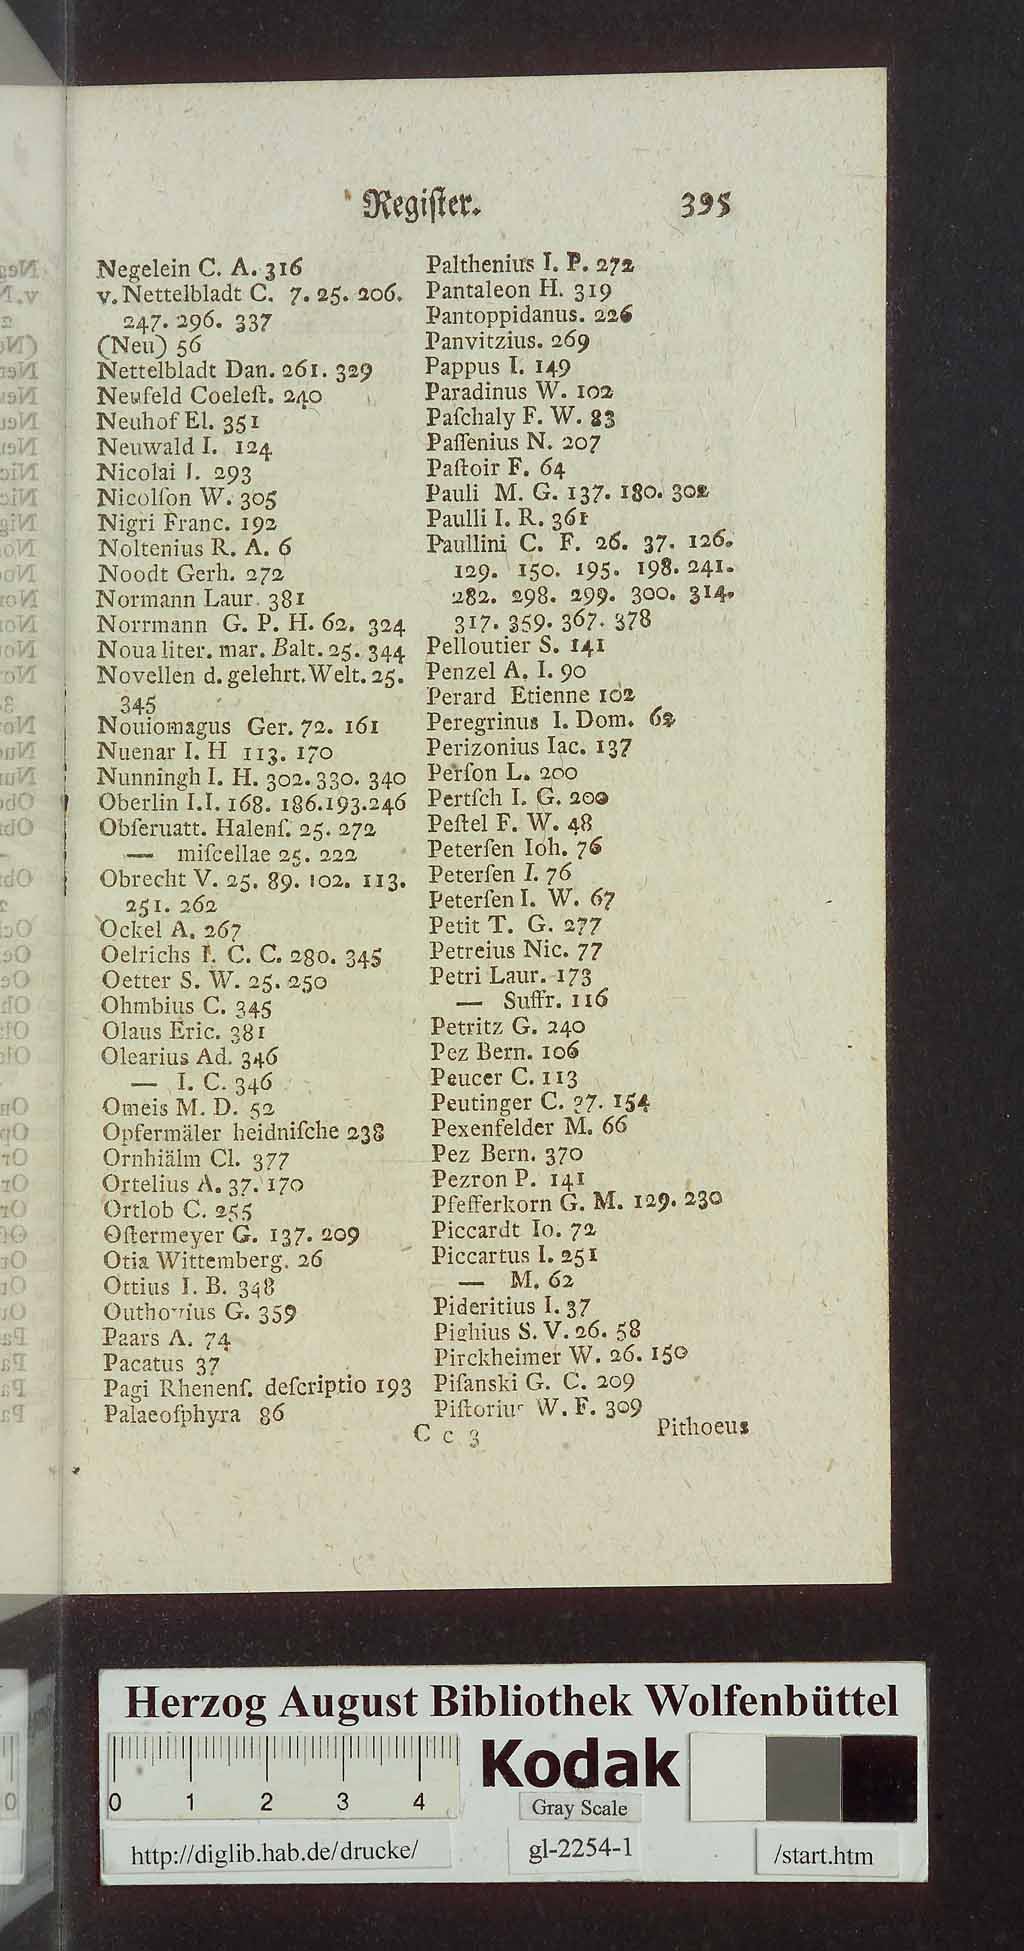 Regiſter. 395
Negelein C. A. 316
v. Nettelbladt C. 7. 25. 206.
247. 296. 337
(Neu) 56
Nettelbladt Dan. 261. 329
Neufeld Coeleſt. 240
Neuhof El. 351
Neuwald I. 124
Nicolai I. 293
Nicolſon W. 305
Nigri Franc. 192
Noltenius R. A. 6
Noodt Gerh. 272
Normann Laur. 381
Norrmann G. P. H. 62. 324
Noua liter. mar. Balt. 25. 344
Novellen d. gelehrt. Welt. 25.
345
Nouiomagus Ger. 72. 161
Nuenar I. H 113. 170
Nunningh I. H. 302. 330. 340
Oberlin I. I. 168. 186. 193. 246
Obſeruatt. Halenſ. 25. 272
— miſcellae 25. 222
Obrecht V. 25. 89. 102. 113.
251. 262
Ockel A. 267
Oelrichs I. C. C. 280. 345
Oetter S. W. 25. 250
Ohmbius C. 345
Olaus Eric. 381
Olearius Ad. 346
— I. C. 346
Omeis M. D. 52
Opfermäler heidniſche 238
Ornhiälm Cl. 377
Ortelius A. 37. 170
Ortlob C. 255
Oſtermeyer G. 137. 209
Otia Wittemberg. 26
Ottius I. B. 348
Outhovius G. 359
Paars A. 74
Pacatus 37
Pagi Rhenenſ. deſcriptio 193
Palaeoſphyra 86
Palthenius I. P. 272
Pantaleon H. 319
Pantoppidanus. 226
Panvitzius. 269
Pappus I. 149
Paradinus W. 102
Paſchaly F. W. 83
Paſſenius N. 207
Paſtoir F. 64
Pauli M. G. 137. 180. 302
Paulli I. R. 361
Paullini C. F. 26. 37. 126.
129. 150. 195. 198. 241.
282. 298. 299. 300. 314.
317. 359. 367. 378
Pelloutier S. 141
Penzel A. I. 90
Perard Etienne 102
Peregrinus I. Dom. 62
Perizonius Iac. 137
Perſon L. 200
Pertſch I. G. 200
Peſtel F. W. 48
Peterſen Ioh. 76
Peterſen I. 76
Peterſen I. W. 67
Petit T. G. 277
Petreius Nic. 77
Petri Laur. 173
— Suffr. 116
Petritz G. 240
Pez Bern. 106
Peucer C. 113
Peutinger C. 37. 154
Pexenfelder M. 66
Pez Bern. 370
Pezron P. 141
Pfefferkorn G. M. 129. 230
Piccardt Io. 72
Piccartus I. 251
— M. 62
Pideritius I. 37
Pighius S. V. 26. 58
Pirckheimer W. 26. 150
Piſanski G. C. 209
Piſtorius W. F. 309
C c 3 Pithoeus
Herzog August Bibliothek Wolfenbüttel
0 1 2 3 4
Kodak
Gray Scale
http://diglib.hab.de/drucke/ gl-2254-1 /start.htm